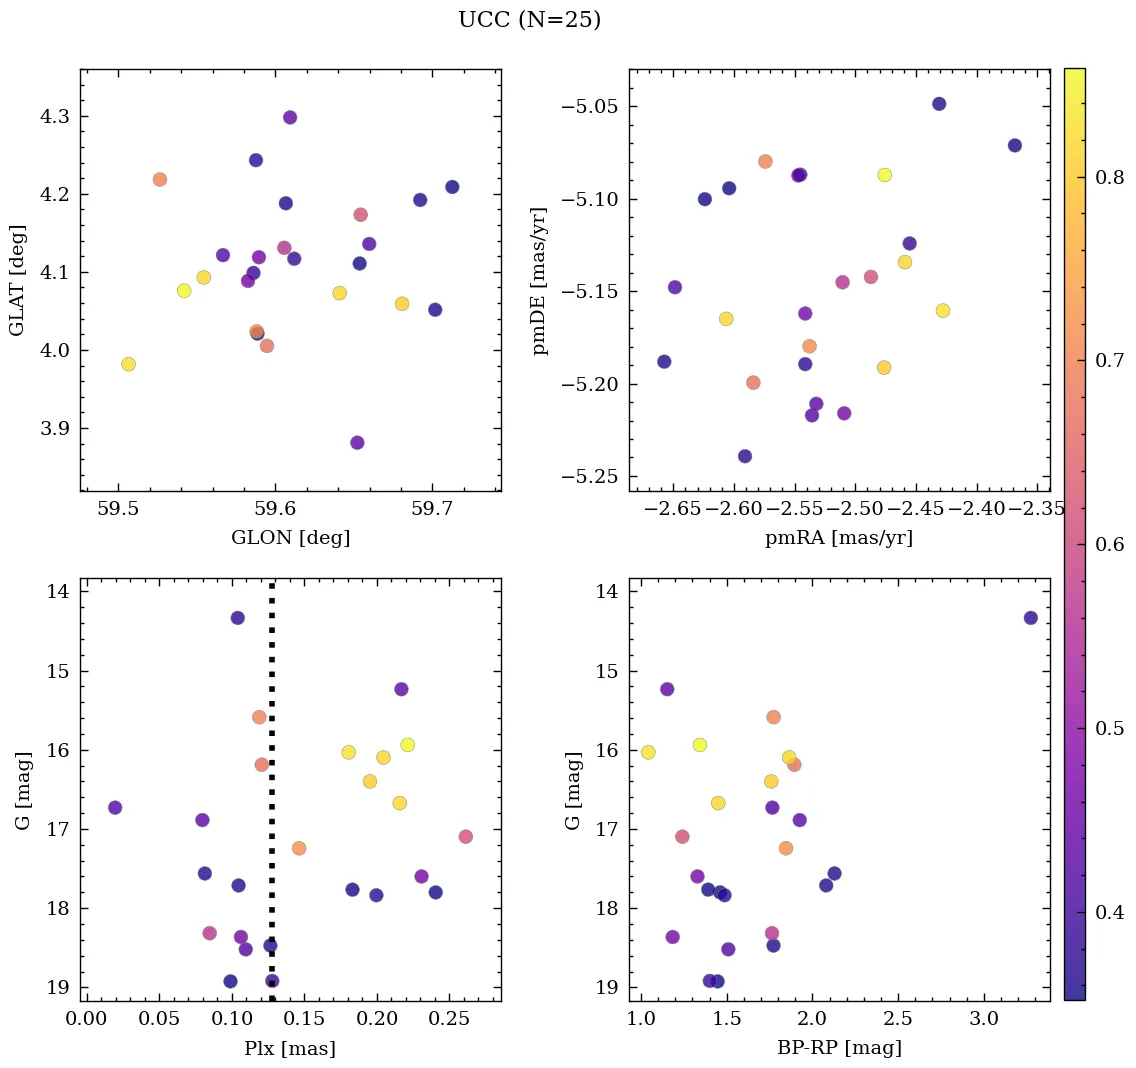 UCC (N=25)
4.3
4.2
4.1
4.0
3.9
GLAT [deg]
59.5 59.6 59.7
GLON [deg]
−5.05
−5.10
−5.15
−5.20
−5.25
pmDE [mas/yr]
−2.65 −2.60 −2.55 −2.50 −2.45 −2.40 −2.35
pmRA [mas/yr]
14
15
16
17
18
19
G [mag]
0.00 0.05 0.10 0.15 0.20 0.25
Plx [mas]
14
15
16
17
18
19
G [mag]
1.0 1.5 2.0 2.5 3.0
BP-RP [mag]
0.8
0.7
0.6
0.5
0.4